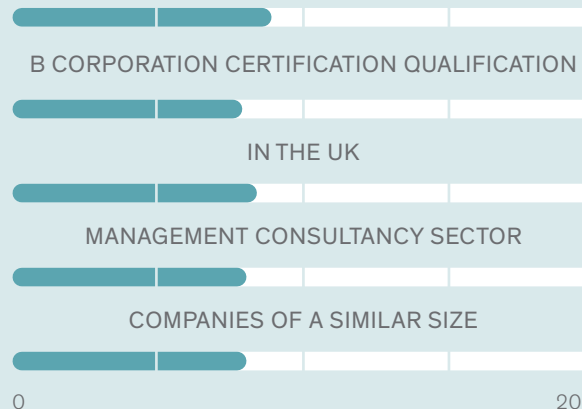 B CORPORATION CERTIFICATION QUALIFICATION
IN THE UK
MANAGEMENT CONSULTANCY SECTOR
COMPANIES OF A SIMILAR SIZE
0 20